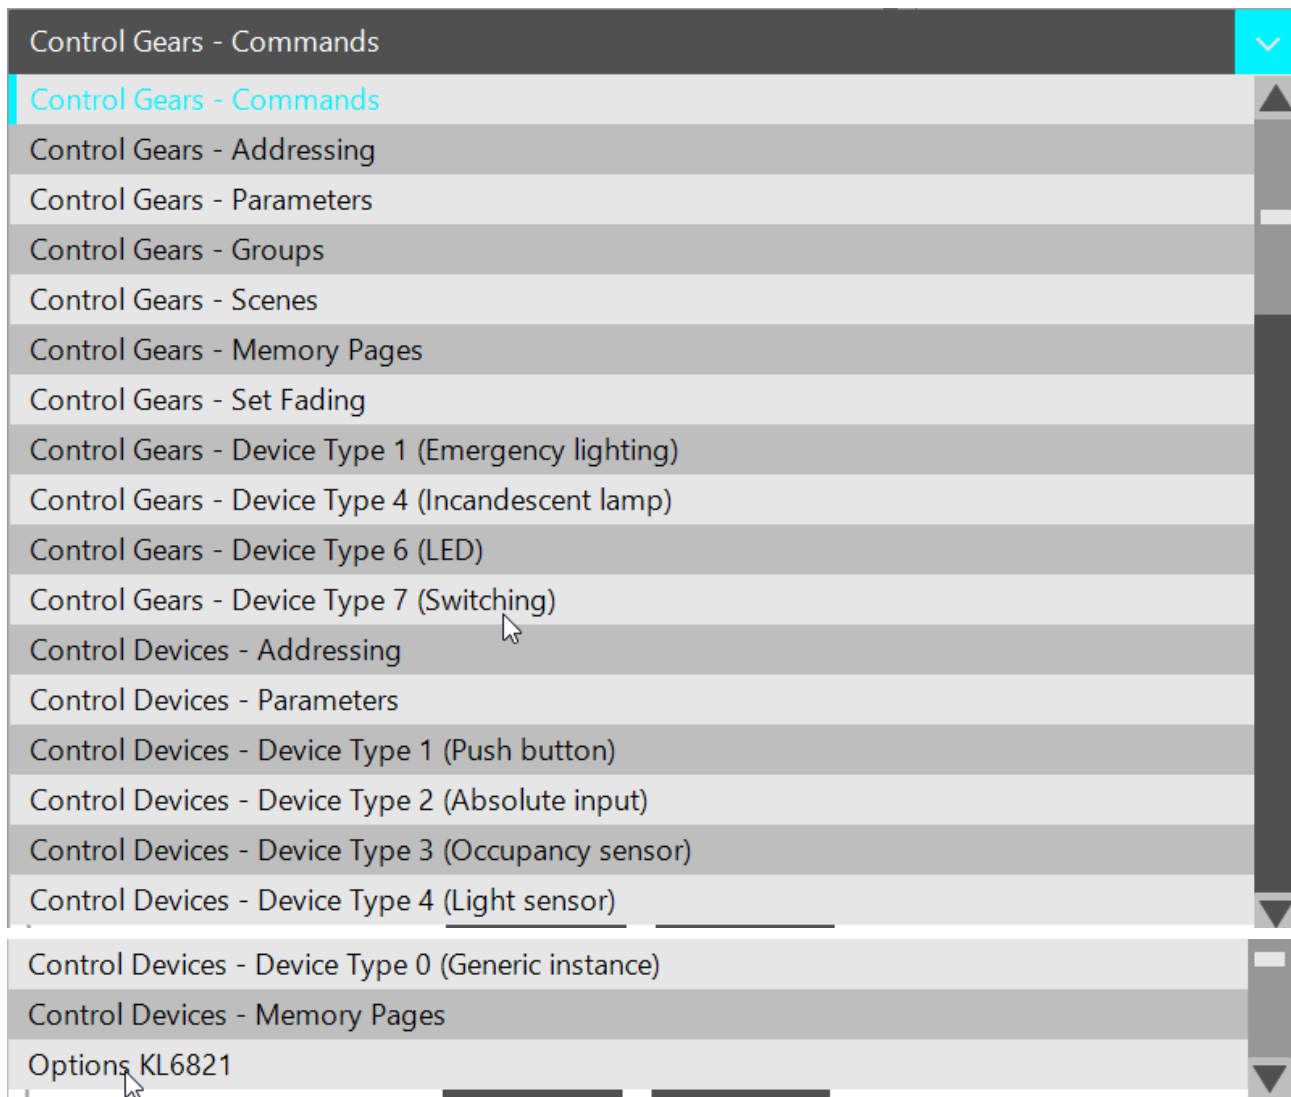 Control Gears - Commands
Control Gears - Commands
Control Gears - Addressing
Control Gears - Parameters
Control Gears - Groups
Control Gears - Scenes
Control Gears - Memory Pages
Control Gears - Set Fading
Control Gears - Device Type 1 (Emergency lighting)
Control Gears - Device Type 4 (Incandescent lamp)
Control Gears - Device Type 6 (LED)
Control Gears - Device Type 7 (Switching)
Control Devices - Addressing
Control Devices - Parameters
Control Devices - Device Type 1 (Push button)
Control Devices - Device Type 2 (Absolute input)
Control Devices - Device Type 3 (Occupancy sensor)
Control Devices - Device Type 4 (Light sensor)
Control Devices - Device Type 0 (Generic instance)
Control Devices - Memory Pages
Options KL6821